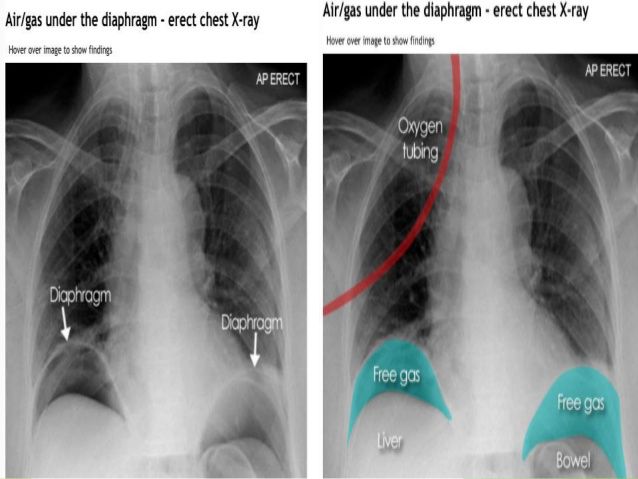 Air/gas under the diaphragm - erect chest X-ray
Hover over image to show findings
AP ERECT
Diaphragm
Diaphragm
Air/gas under the diaphragm - erect chest X-ray
Hover over image to show findings
AP ERECT
Oxygen
tubing
Free gas
Free gas
Liver
Bowel